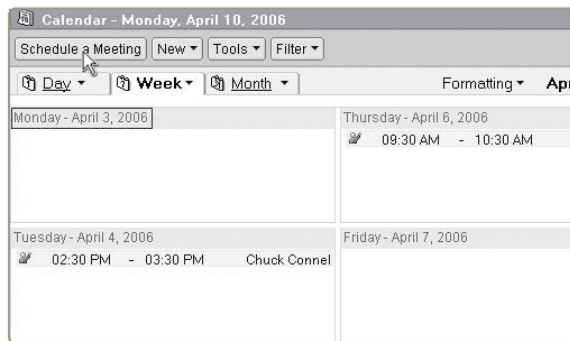 Calendar - Monday, April 10, 2006
Schedule a Meeting New Tools Filter
Day Week Month Formatting
Monday - April 3, 2006
Thursday - April 6, 2006
09:30 AM - 10:30 AM
Tuesday - April 4, 2006
Friday - April 7, 2006
02:30 PM - 03:30 PM Chuck Connel